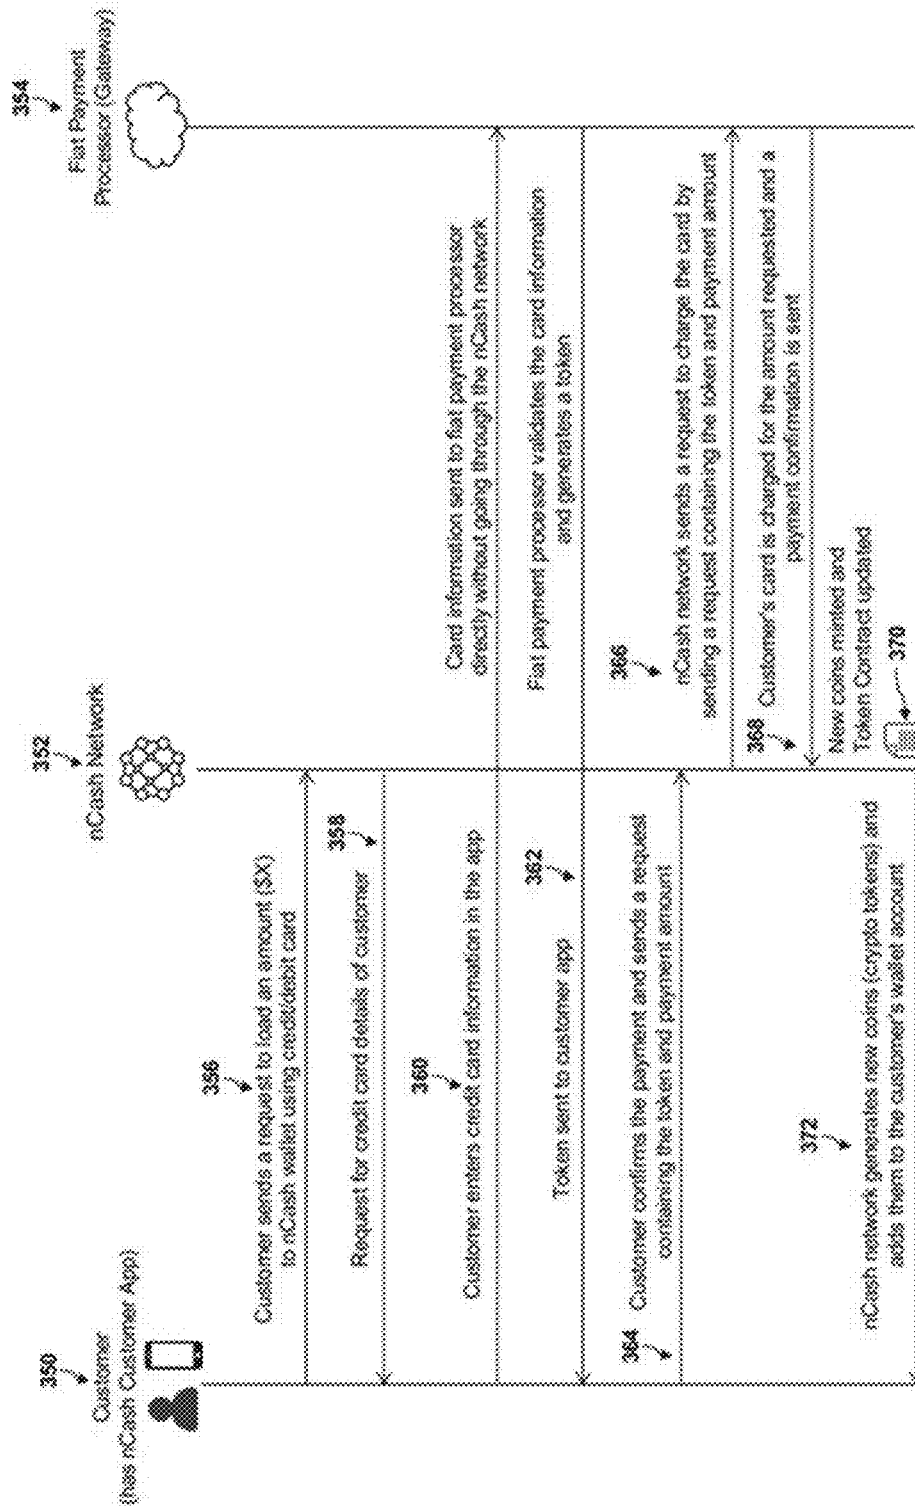 350
Customer
(has nCash Customer App)
352
nCash Network
354
Fiat Payment
Processor (Gateway)
356
Customer sends a request to load an amount ($X)
to nCash wallet using credit/debit card
358
Request for credit card details of customer
360
Customer enters credit card information in the app
Card information sent to fiat payment processor
directly without going through the nCash network
362
Token sent to customer app
Fiat payment processor validates the card information
and generates a token
364
Customer confirms the payment and sends a request
containing the token and payment amount
366
nCash network sends a request to charge the card by
sending a request containing the token and payment amount
368
Customer's card is charged for the amount requested and a
payment confirmation is sent
New coins minted and
Token Contract updated
370
372
nCash network generates new coins (crypto tokens) and
adds them to the customer's wallet account